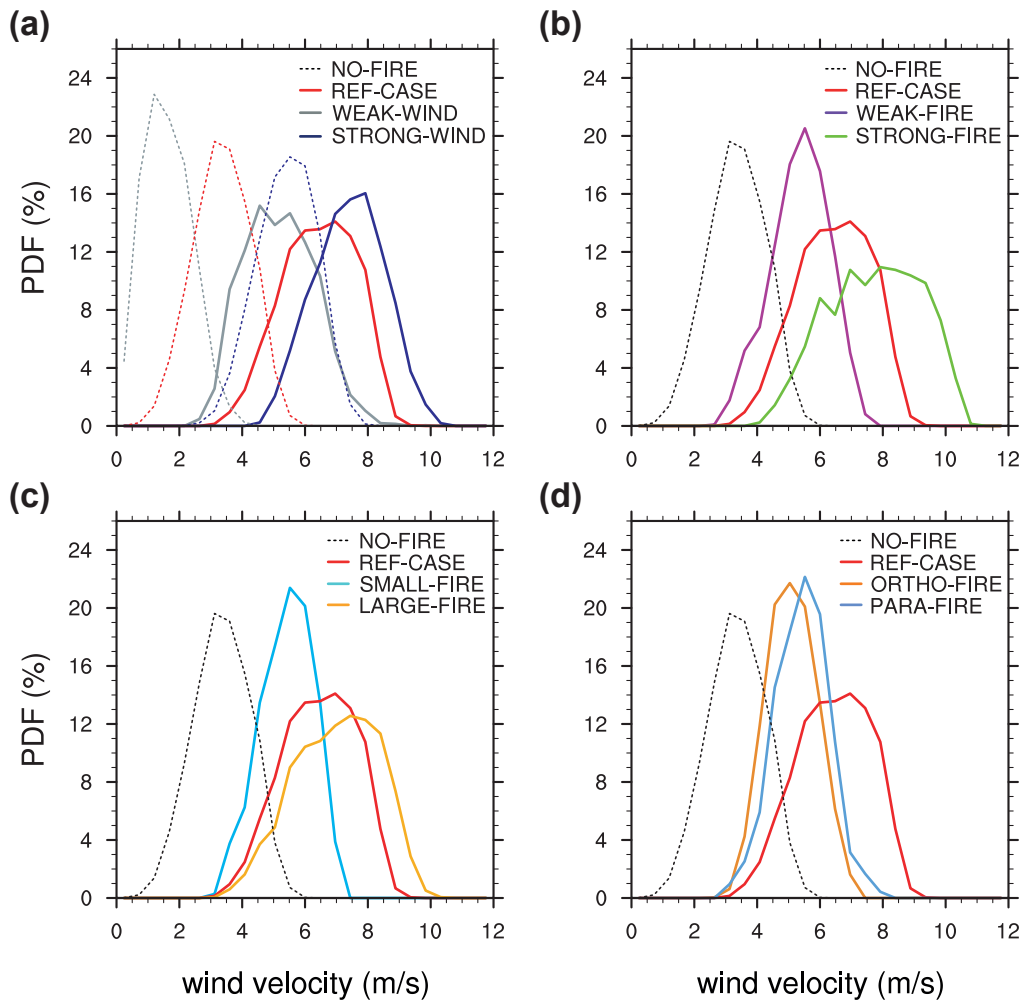 (a)
(b)
24
20
16
12
8
4
0
PDF (%)
NO-FIRE
REF-CASE
WEAK-WIND
STRONG-WIND
0 2 4 6 8 10 12
24
20
16
12
8
4
0
NO-FIRE
REF-CASE
WEAK-FIRE
STRONG-FIRE
0 2 4 6 8 10 12
(c)
(d)
24
20
16
12
8
4
0
PDF (%)
NO-FIRE
REF-CASE
SMALL-FIRE
LARGE-FIRE
0 2 4 6 8 10 12
wind velocity (m/s)
24
20
16
12
8
4
0
NO-FIRE
REF-CASE
ORTHO-FIRE
PARA-FIRE
0 2 4 6 8 10 12
wind velocity (m/s)